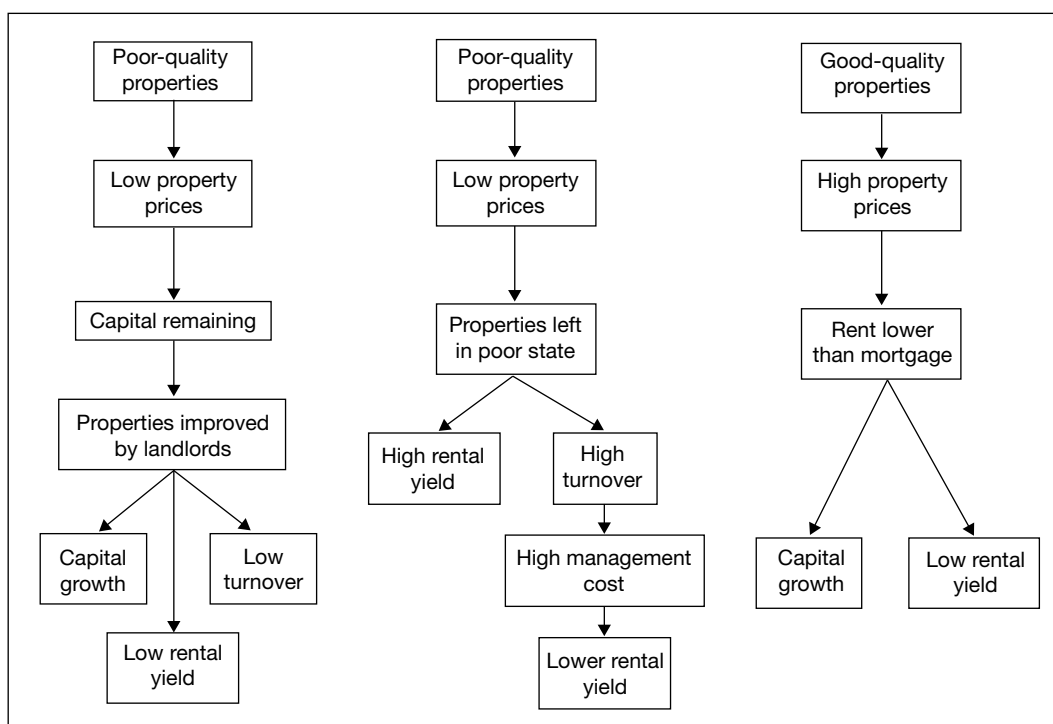 Poor-quality
properties
Low property
prices
Capital remaining
Properties improved
by landlords
Capital
growth
Low
turnover
Low rental
yield
Poor-quality
properties
Low property
prices
Properties left
in poor state
High rental
yield
High
turnover
High management
cost
Lower rental
yield
Good-quality
properties
High property
prices
Rent lower
than mortgage
Capital
growth
Low rental
yield